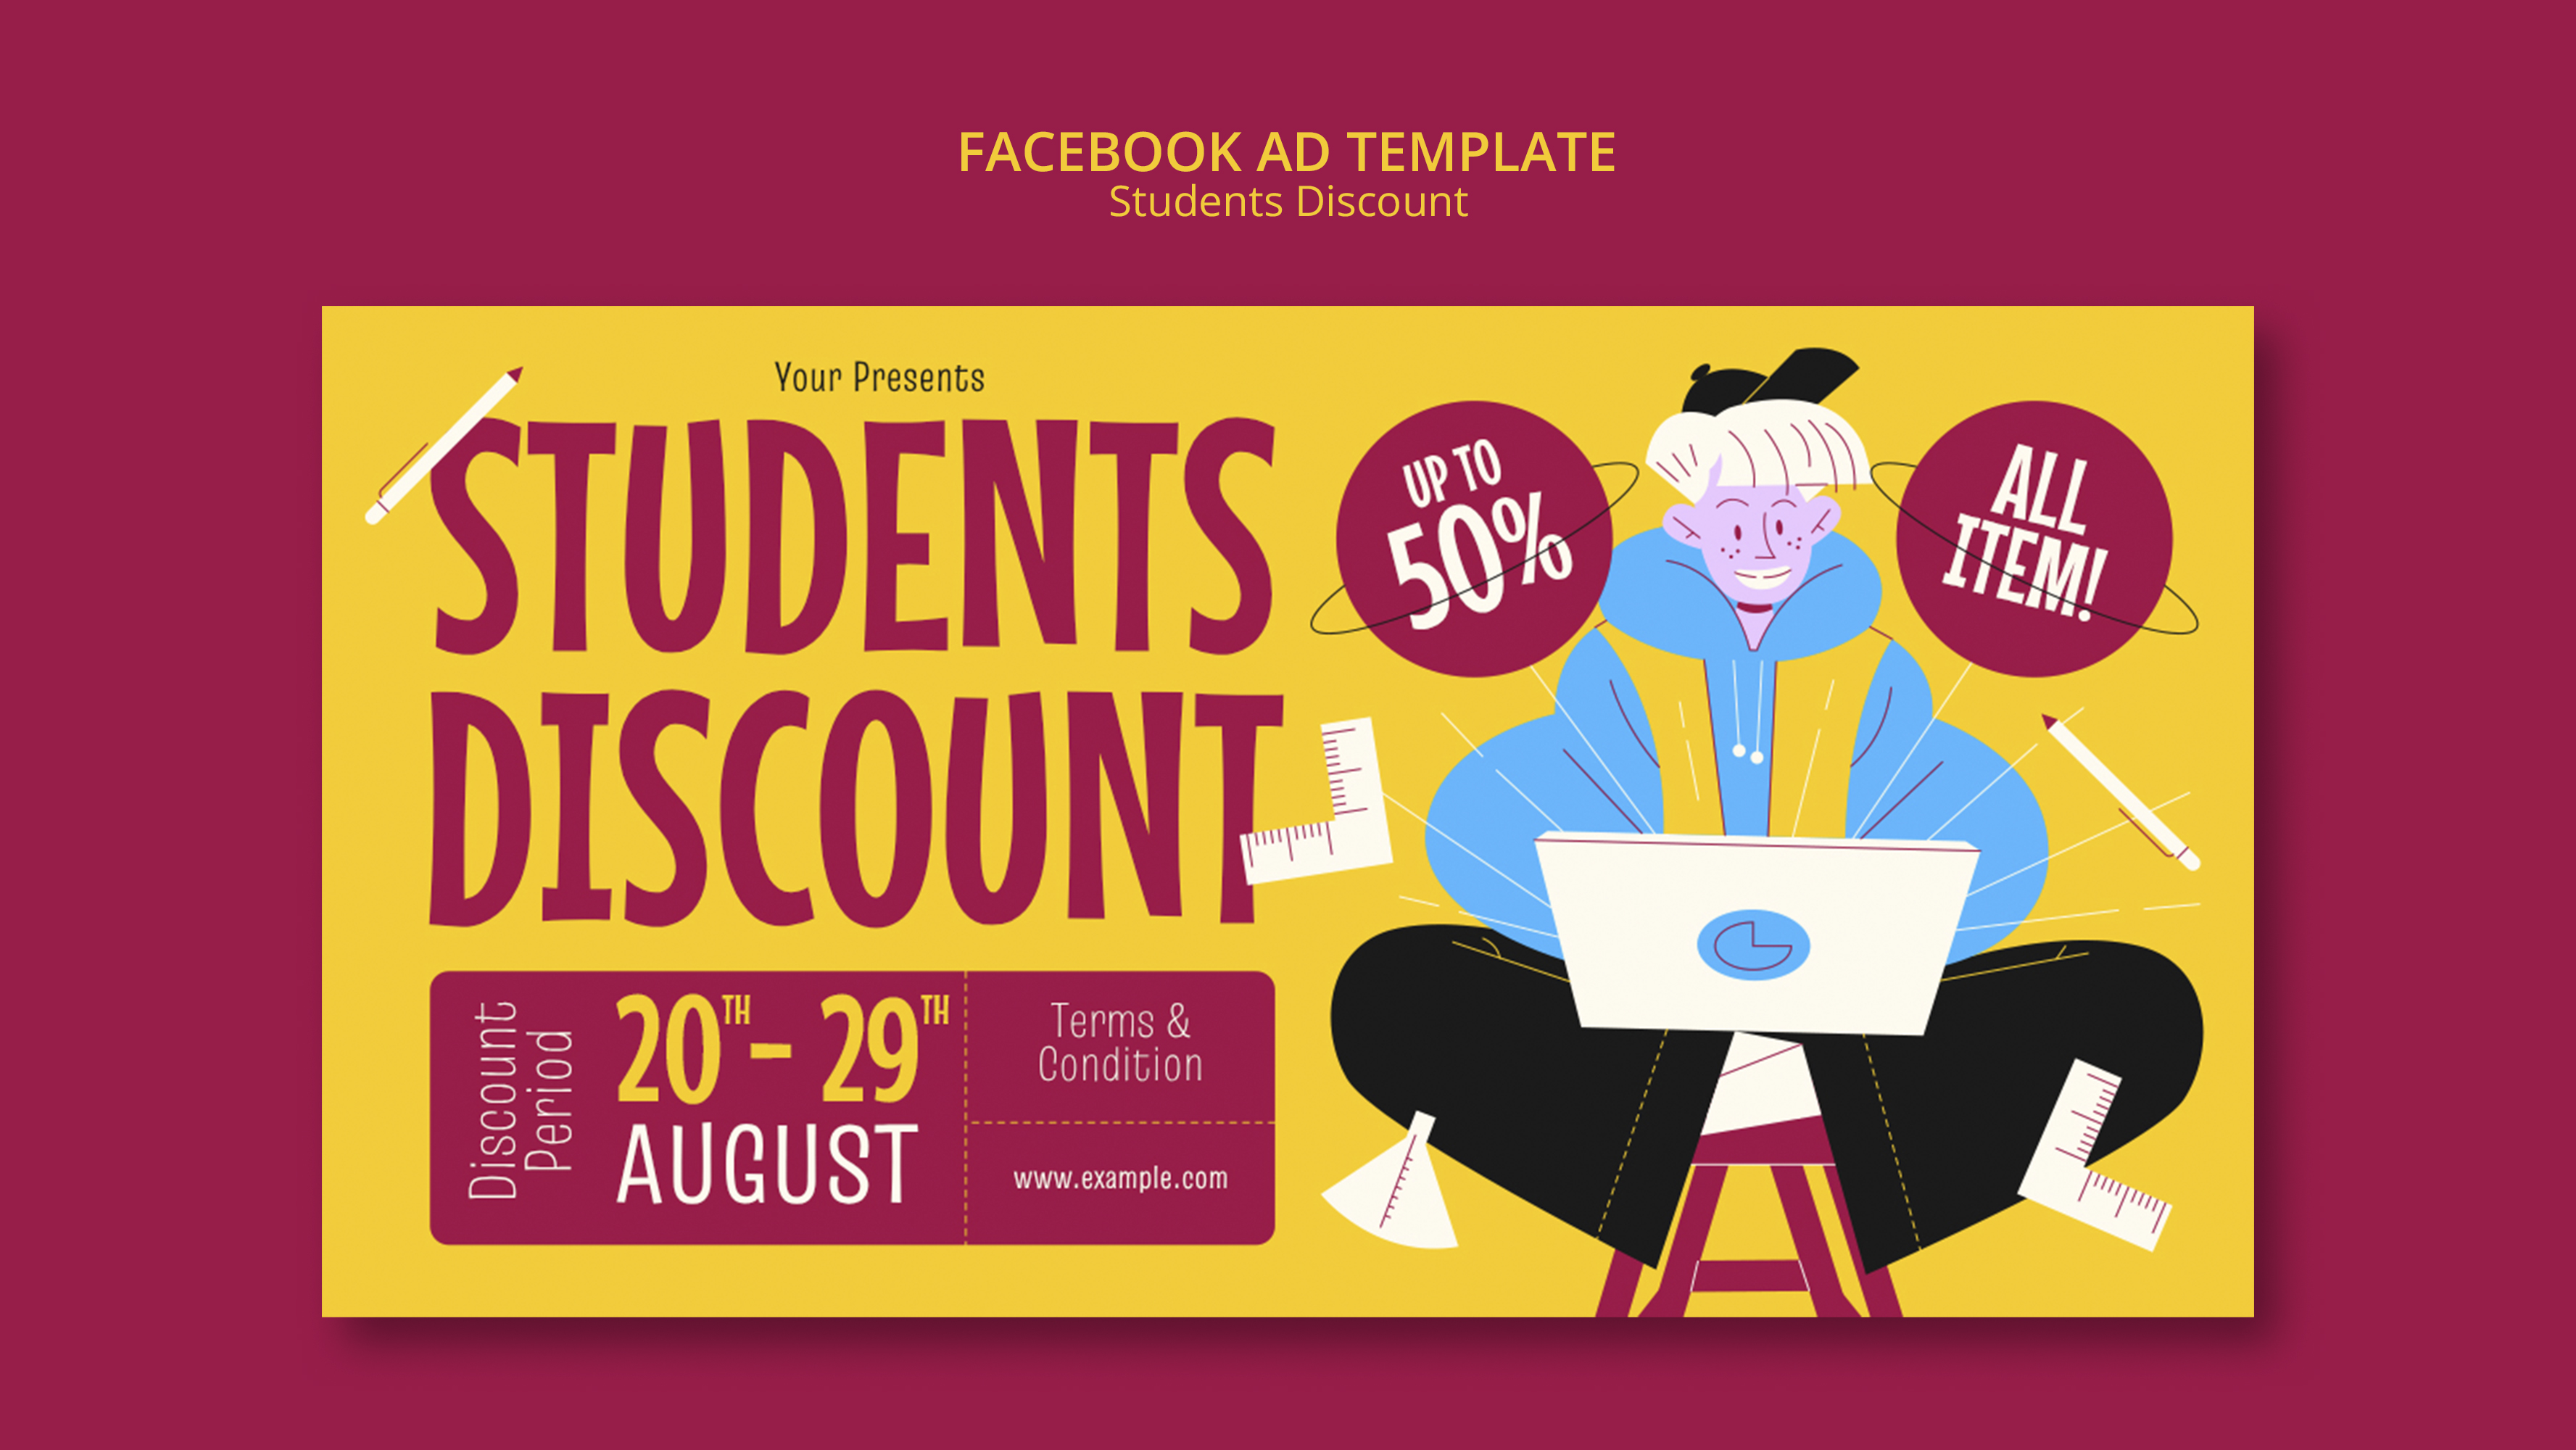 FACEBOOK AD TEMPLATE
Students Discount
Your Presents
STUDENTS
DISCOUNT
UP TO
50%
ALL
ITEM!
Discount
Period
20TH - 29TH
AUGUST
Terms &
Condition
www.example.com